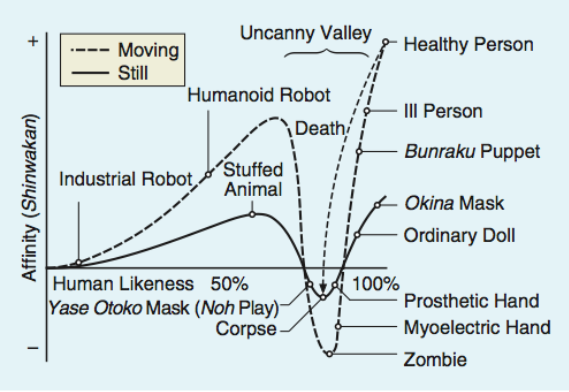 +
Uncanny Valley
Healthy Person
Moving
Still
Humanoid Robot
Ill Person
Death
Bunraku Puppet
Industrial Robot
Stuffed
Animal
Okina Mask
Ordinary Doll
Affinity (Shinwakan)
Human Likeness 50% 100%
Yase Otoko Mask (Noh Play)
Prosthetic Hand
Corpse
Myoelectric Hand
–
Zombie